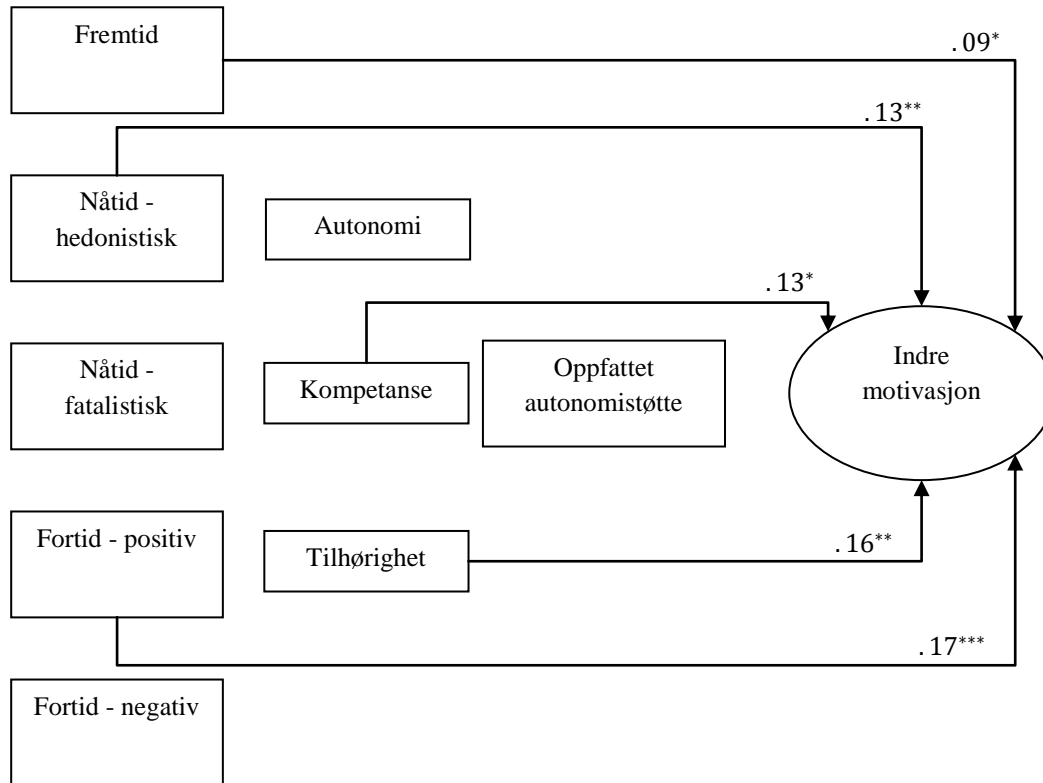 Fremtid
.09*
.13**
Nåtid -
hedonistisk
Autonomi
.13*
Nåtid -
fatalistisk
Kompetanse
Oppfattet
autonomistøtte
Indre
motivasjon
Fortid - positiv
Tilhørighet
.16**
.17***
Fortid - negativ